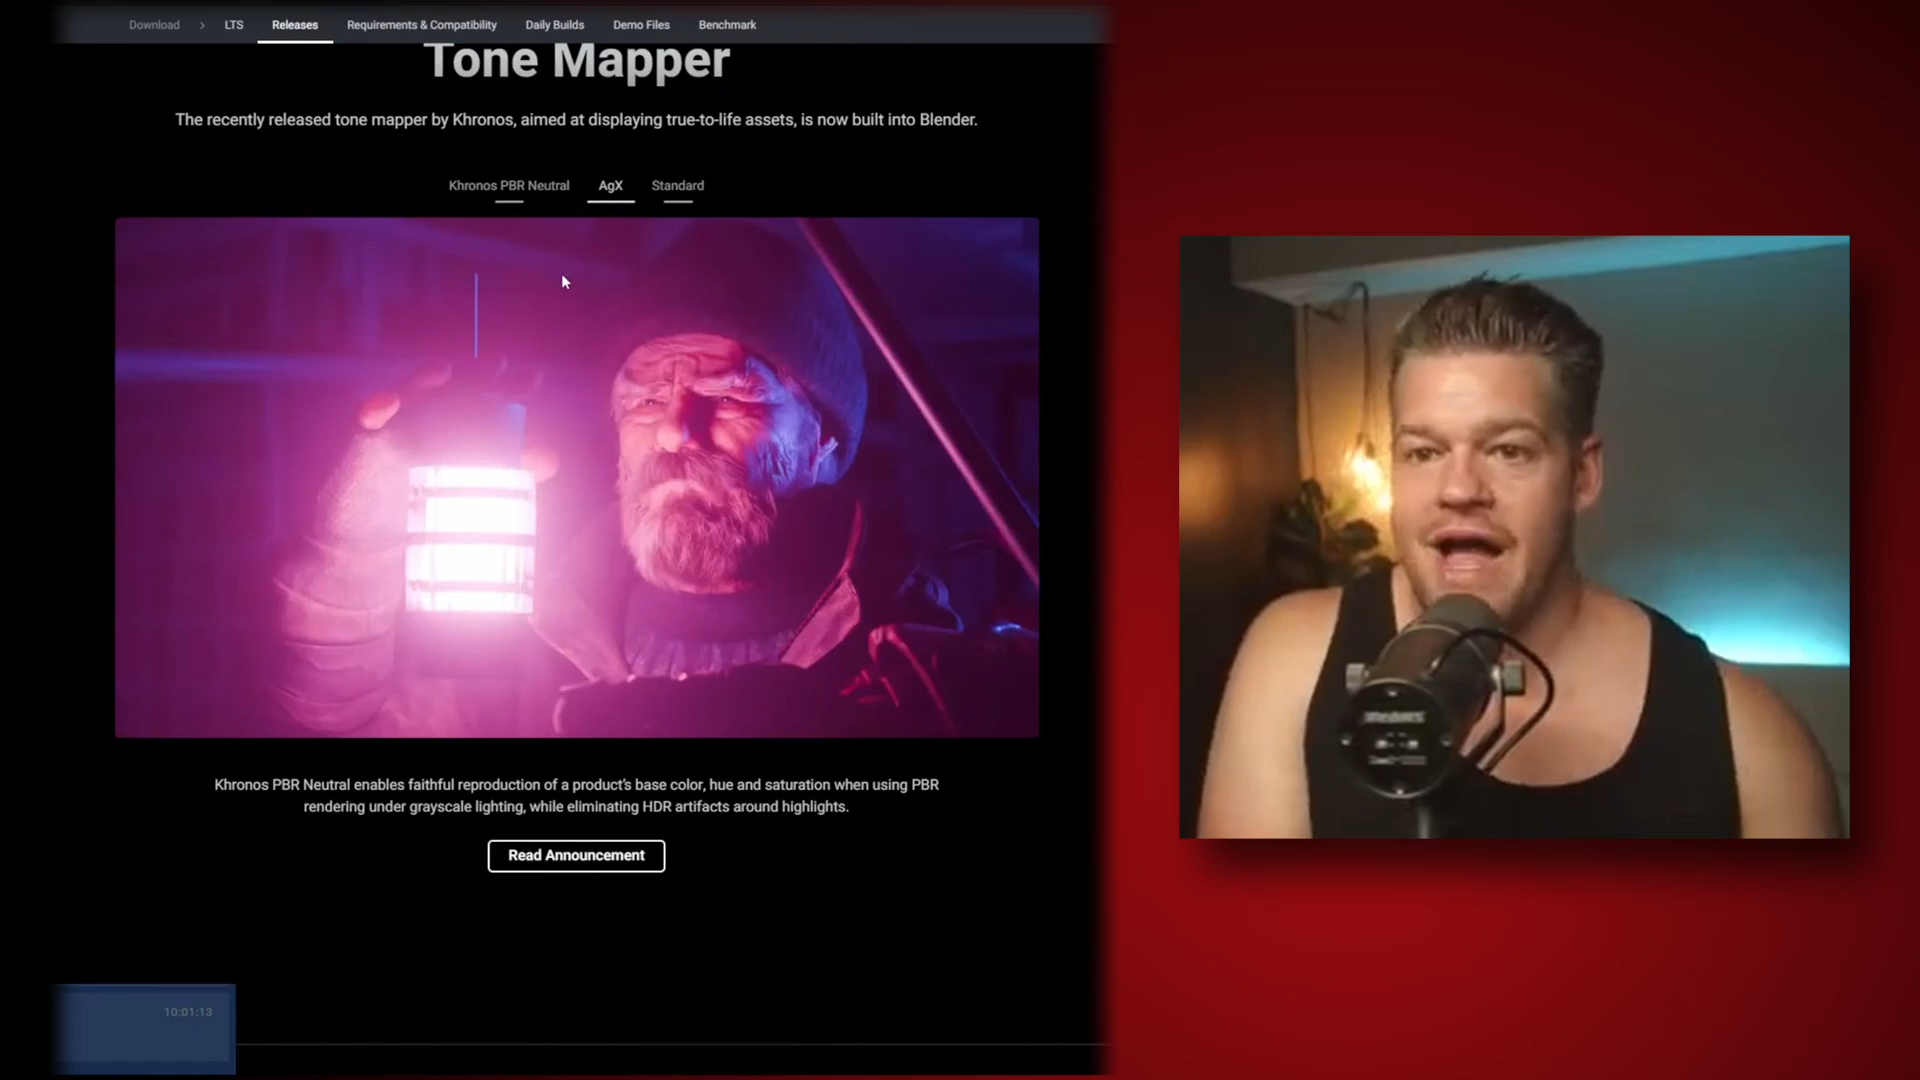 Download > LTS Releases Requirements & Compatibility Daily Builds Demo Files Benchmark
Tone Mapper
The recently released tone mapper by Khronos, aimed at displaying true-to-life assets, is now built into Blender.
Khronos PBR Neutral AgX Standard
Khronos PBR Neutral enables faithful reproduction of a product's base color, hue and saturation when using PBR
rendering under grayscale lighting, while eliminating HDR artifacts around highlights.
Read Announcement
10:01:13